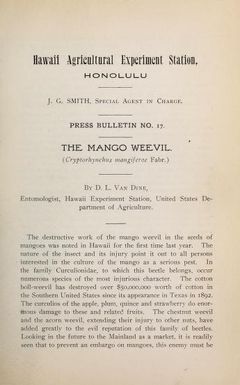 Hawaii Agricultural Experiment Station,
HONOLULU
J. G. SMITH, SPECIAL AGENT IN CHARGE.
PRESS BULLETIN NO. 17.
THE MANGO WEEVIL.
(Cryptorhynchus mangiferae Fabr.)
BY D. L. VAN DINE,
Entomologist, Hawaii Experiment Station, United States De-
partment of Agriculture.
The destructive work of the mango weevil in the seeds of
mangoes was noted in Hawaii for the first time last year. The
nature of the insect and its injury point it out to all persons
interested in the culture of the mango as a serious pest. In
the family Curculionidae, to which this beetle belongs, occur
numerous species of the most injurious character. The cotton
boll-weevil has destroyed over $50,000,000 worth of cotton in
the Southern United States since its appearance in Texas in 1892.
The curculios of the apple, plum, quince and strawberry do enor-
mous damage to these and related fruits. The chestnut weevil
and the acorn weevil, extending their injury to other nuts, have
added greatly to the evil reputation of this family of beetles.
Looking in the future to the Mainland as a market, it is readily
seen that to prevent an embargo on mangoes, this enemy must be